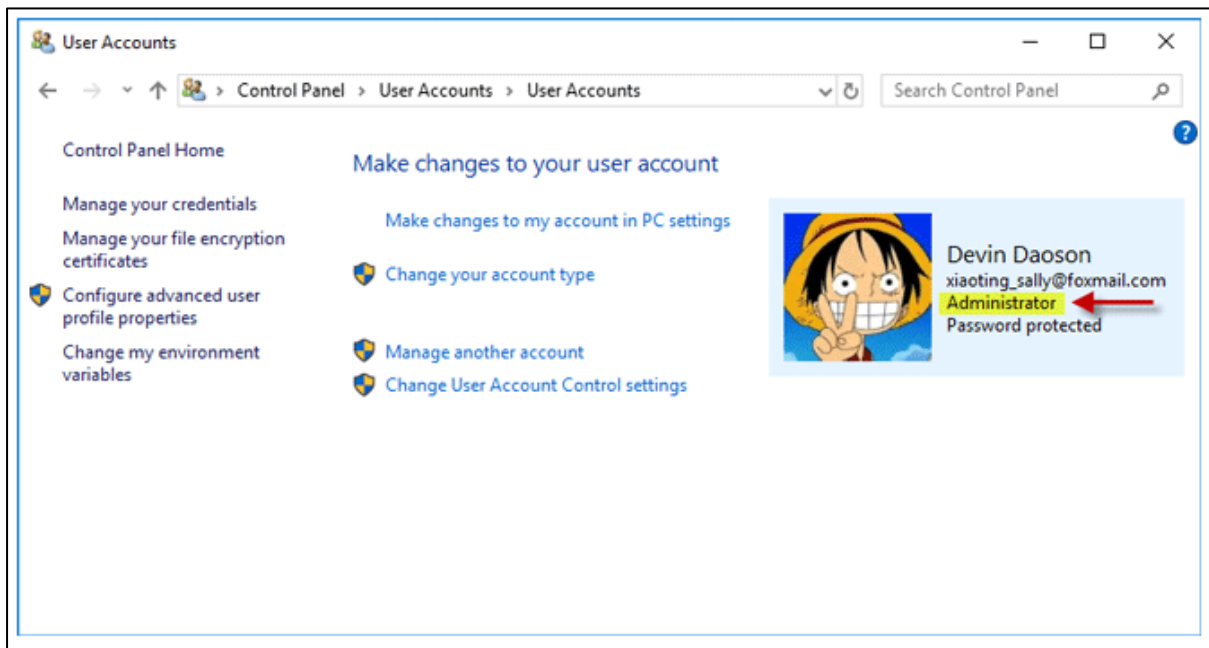 User Accounts
Control Panel > User Accounts > User Accounts
Search Control Panel
Control Panel Home
Manage your credentials
Manage your file encryption
certificates
Configure advanced user
profile properties
Change my environment
variables
Make changes to your user account
Make changes to my account in PC settings
Change your account type
Manage another account
Change User Account Control settings
Devin Daoson
xiaoting_sally@foxmail.com
Administrator
Password protected